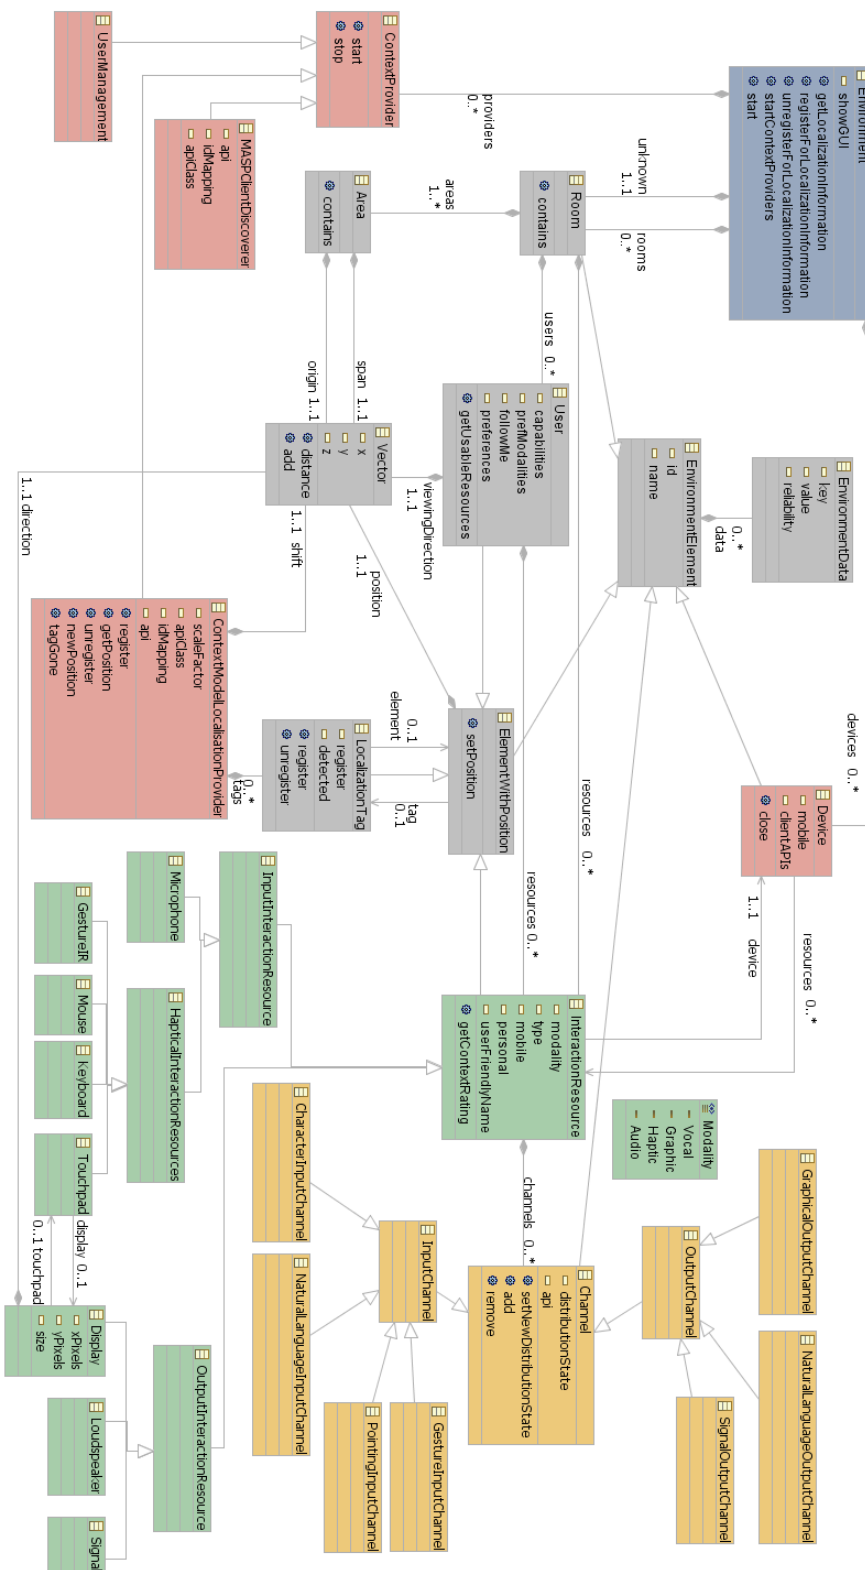 Environment
showGUI
getLocalizationInformation
registerForLocalizationInformation
unregisterForLocalizationInformation
startContextProviders
start
providers
0..*
unknown
1..1
rooms
0..*
devices 0..*
ContextProvider
start
stop
UserManagement
MASPClientDiscoverer
api
idMapping
apiClass
Room
contains
areas
1..*
Area
contains
users 0..*
User
capabilities
prefModalities
followMe
preferences
getUsableResources
EnvironmentElement
id
name
EnvironmentData
key
value
reliability
0..*
data
span 1..1
origin 1..1
Vector
x
y
z
distance
add
viewingDirection
1..1
1..1 direction
1..1 shift
position
1..1
ContextModelLocalisationProvider
scaleFactor
apiClass
idMapping
api
register
getPosition
unregister
newPosition
tagGone
0..*
tags
LocalizationTag
register
detected
register
unregister
0..1
element
tag
0..1
ElementWithPosition
setPosition
resources 0..*
resources 0..*
Device
mobile
clientAPIs
close
resources 0..*
1..1 device
InteractionResource
modality
type
mobile
personal
userFriendlyName
getContextRating
Modality
Vocal
Graphic
Haptic
Audio
InputInteractionResource
Microphone
HapticalInteractionResources
GestureIR
Mouse
Keyboard
Touchpad
display 0..1
0..1 touchpad
Display
xPixels
yPixels
size
OutputInteractionResource
Loudspeaker
Signal
channels 0..*
Channel
distributionState
api
setNewDistributionState
add
remove
InputChannel
CharacterInputChannel
NaturalLanguageInputChannel
PointingInputChannel
GestureInputChannel
OutputChannel
GraphicalOutputChannel
NaturalLanguageOutputChannel
SignalOutputChannel